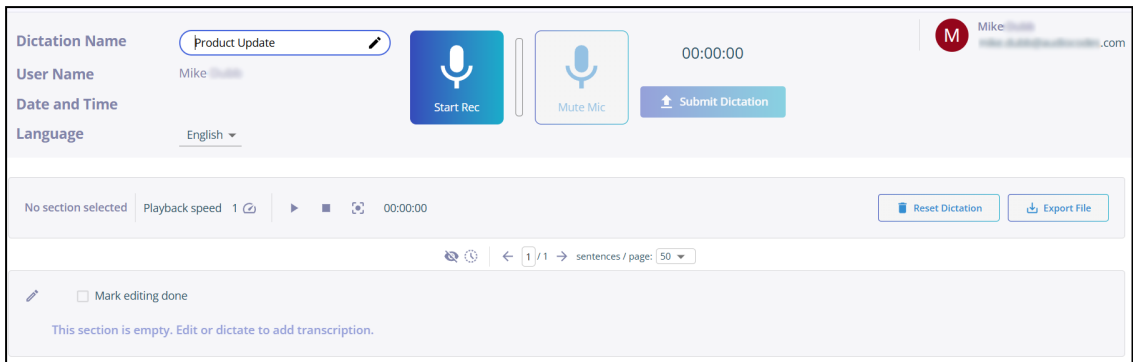 Dictation Name
Product Update
User Name
Mike
Date and Time
Language
English
Start Rec
Mute Mic
00:00:00
Submit Dictation
M
Mike
.com
No section selected
Playback speed 1
00:00:00
Reset Dictation
Export File
1 / 1 sentences / page: 50
Mark editing done
This section is empty. Edit or dictate to add transcription.